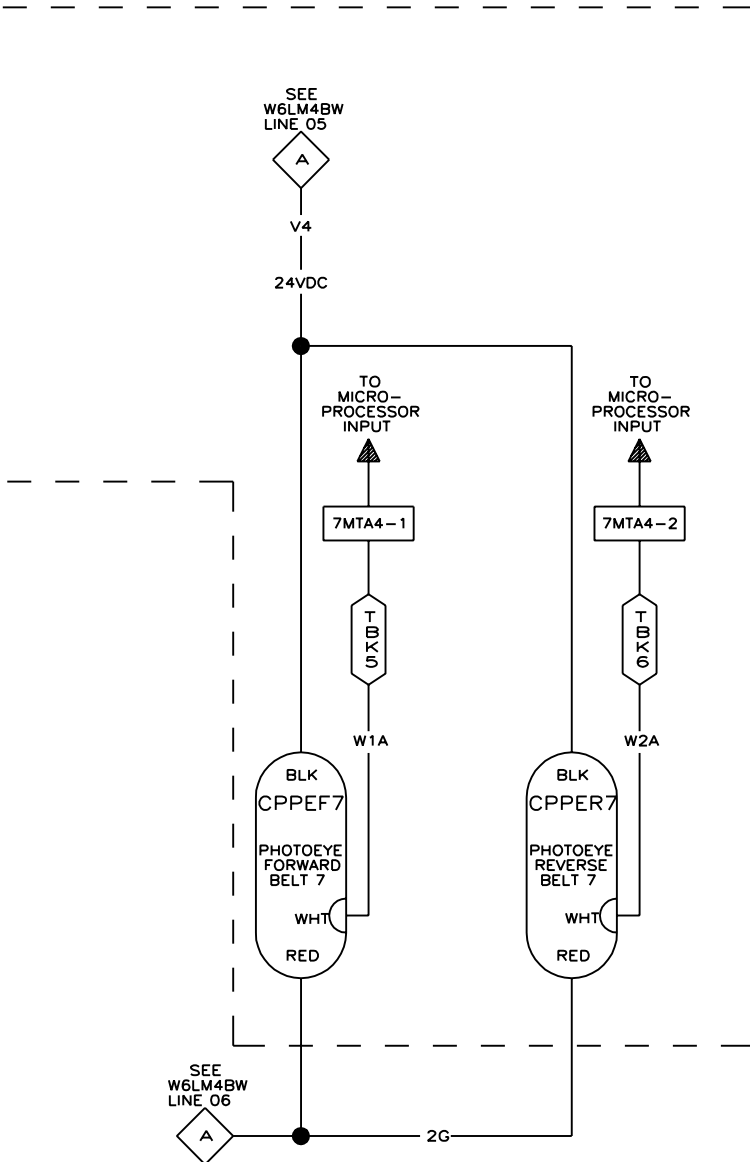 SEE
W6LM4BW
LINE 05
A
V4
24VDC
TO
MICRO-
PROCESSOR
INPUT
7MTA4-1
TBK5
W1A
BLK
CPPEF7
PHOTOEYE
FORWARD
BELT 7
WHT
RED
TO
MICRO-
PROCESSOR
INPUT
7MTA4-2
TBK6
W2A
BLK
CPPER7
PHOTOEYE
REVERSE
BELT 7
WHT
RED
SEE
W6LM4BW
LINE 06
A
2G